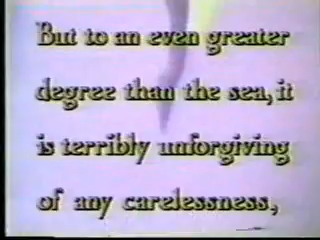 But to an even greater
degree than the sea, it
is terribly unforgiving
of any carelessness,